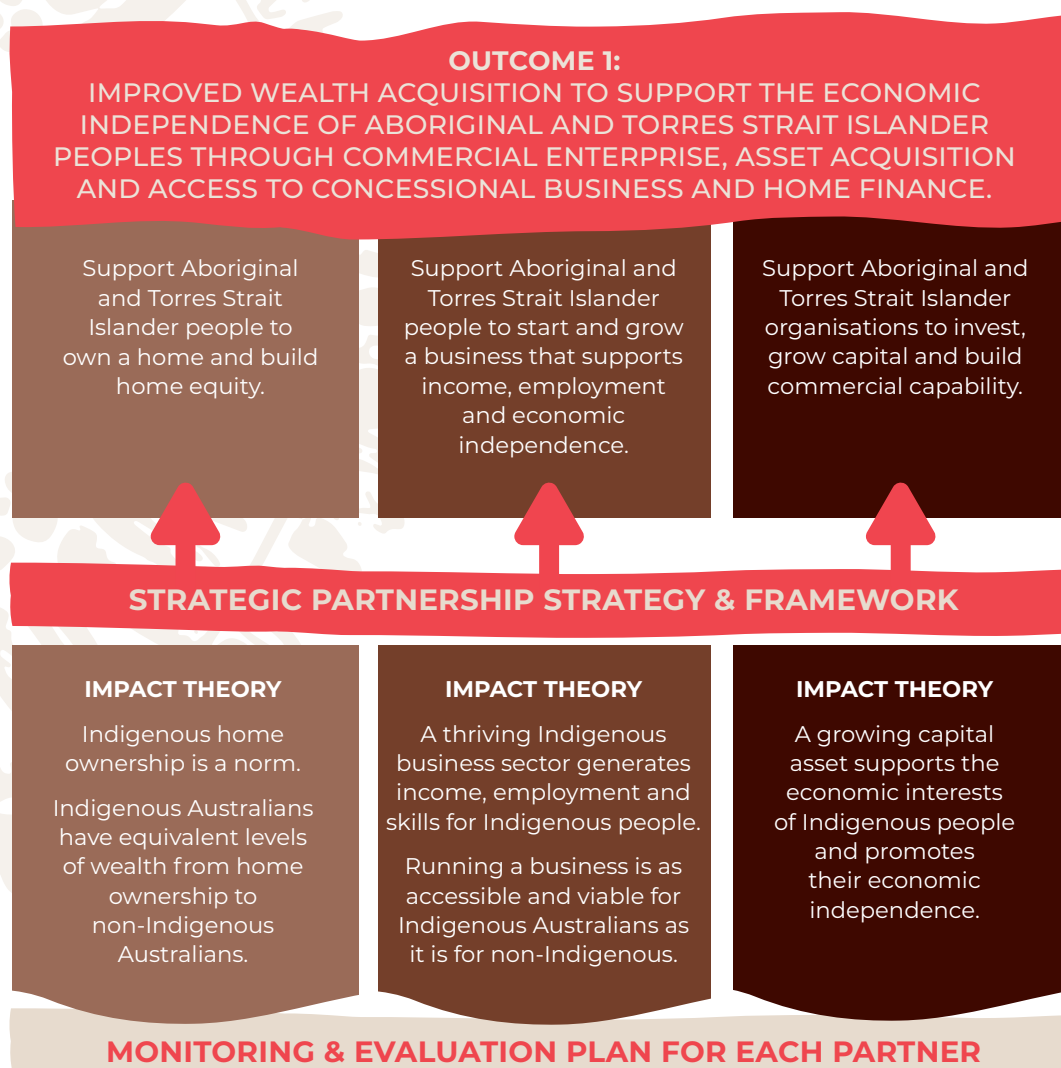 OUTCOME 1:
IMPROVED WEALTH ACQUISITION TO SUPPORT THE ECONOMIC
INDEPENDENCE OF ABORIGINAL AND TORRES STRAIT ISLANDER
PEOPLES THROUGH COMMERCIAL ENTERPRISE, ASSET ACQUISITION
AND ACCESS TO CONCESSIONAL BUSINESS AND HOME FINANCE.
Support Aboriginal
and Torres Strait
Islander people to
own a home and build
home equity.
Support Aboriginal and
Torres Strait Islander
people to start and grow
a business that supports
income, employment
and economic
independence.
Support Aboriginal and
Torres Strait Islander
organisations to invest,
grow capital and build
commercial capability.
STRATEGIC PARTNERSHIP STRATEGY & FRAMEWORK
IMPACT THEORY
Indigenous home
ownership is a norm.
Indigenous Australians
have equivalent levels
of wealth from home
ownership to
non-Indigenous
Australians.
IMPACT THEORY
A thriving Indigenous
business sector generates
income, employment and
skills for Indigenous people.
Running a business is as
accessible and viable for
Indigenous Australians as
it is for non-Indigenous.
IMPACT THEORY
A growing capital
asset supports the
economic interests
of Indigenous people
and promotes
their economic
independence.
MONITORING & EVALUATION PLAN FOR EACH PARTNER